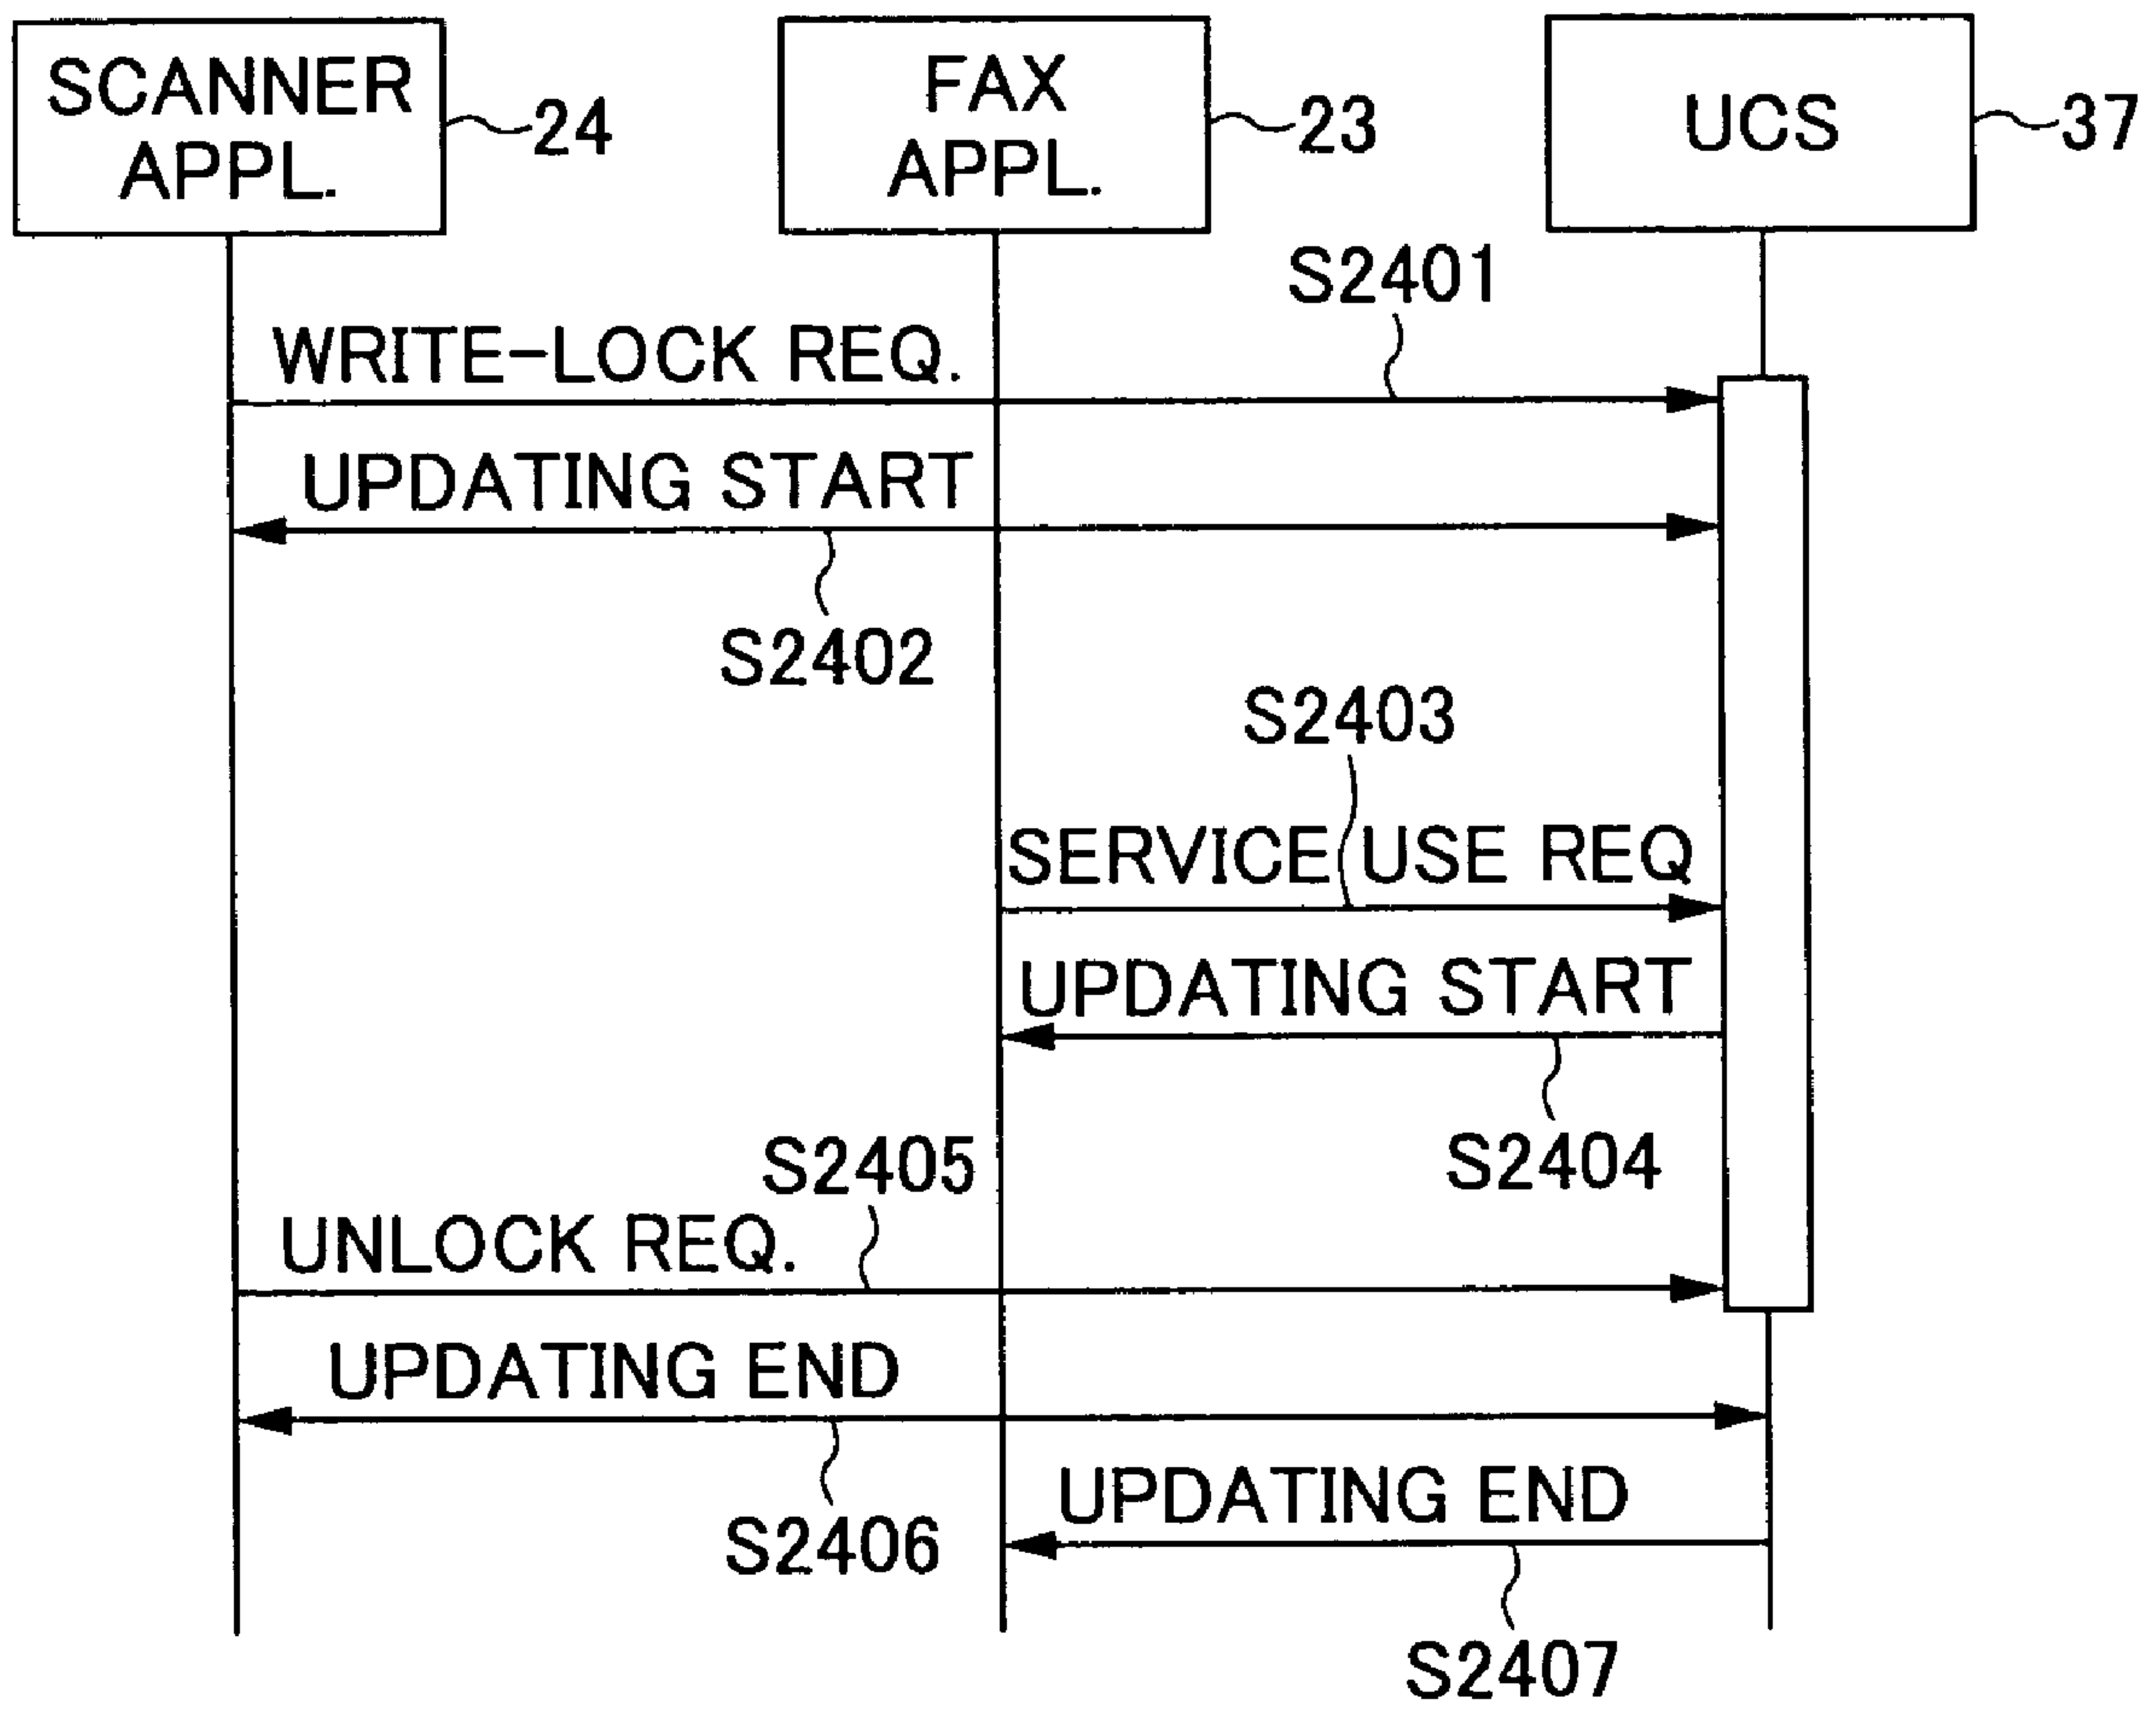 SCANNER
APPL.
24
FAX
APPL.
23
UCS
37
S2401
WRITE-LOCK REQ.
UPDATING START
S2402
S2403
SERVICE USE REQ
UPDATING START
S2404
S2405
UNLOCK REQ.
UPDATING END
S2406
UPDATING END
S2407